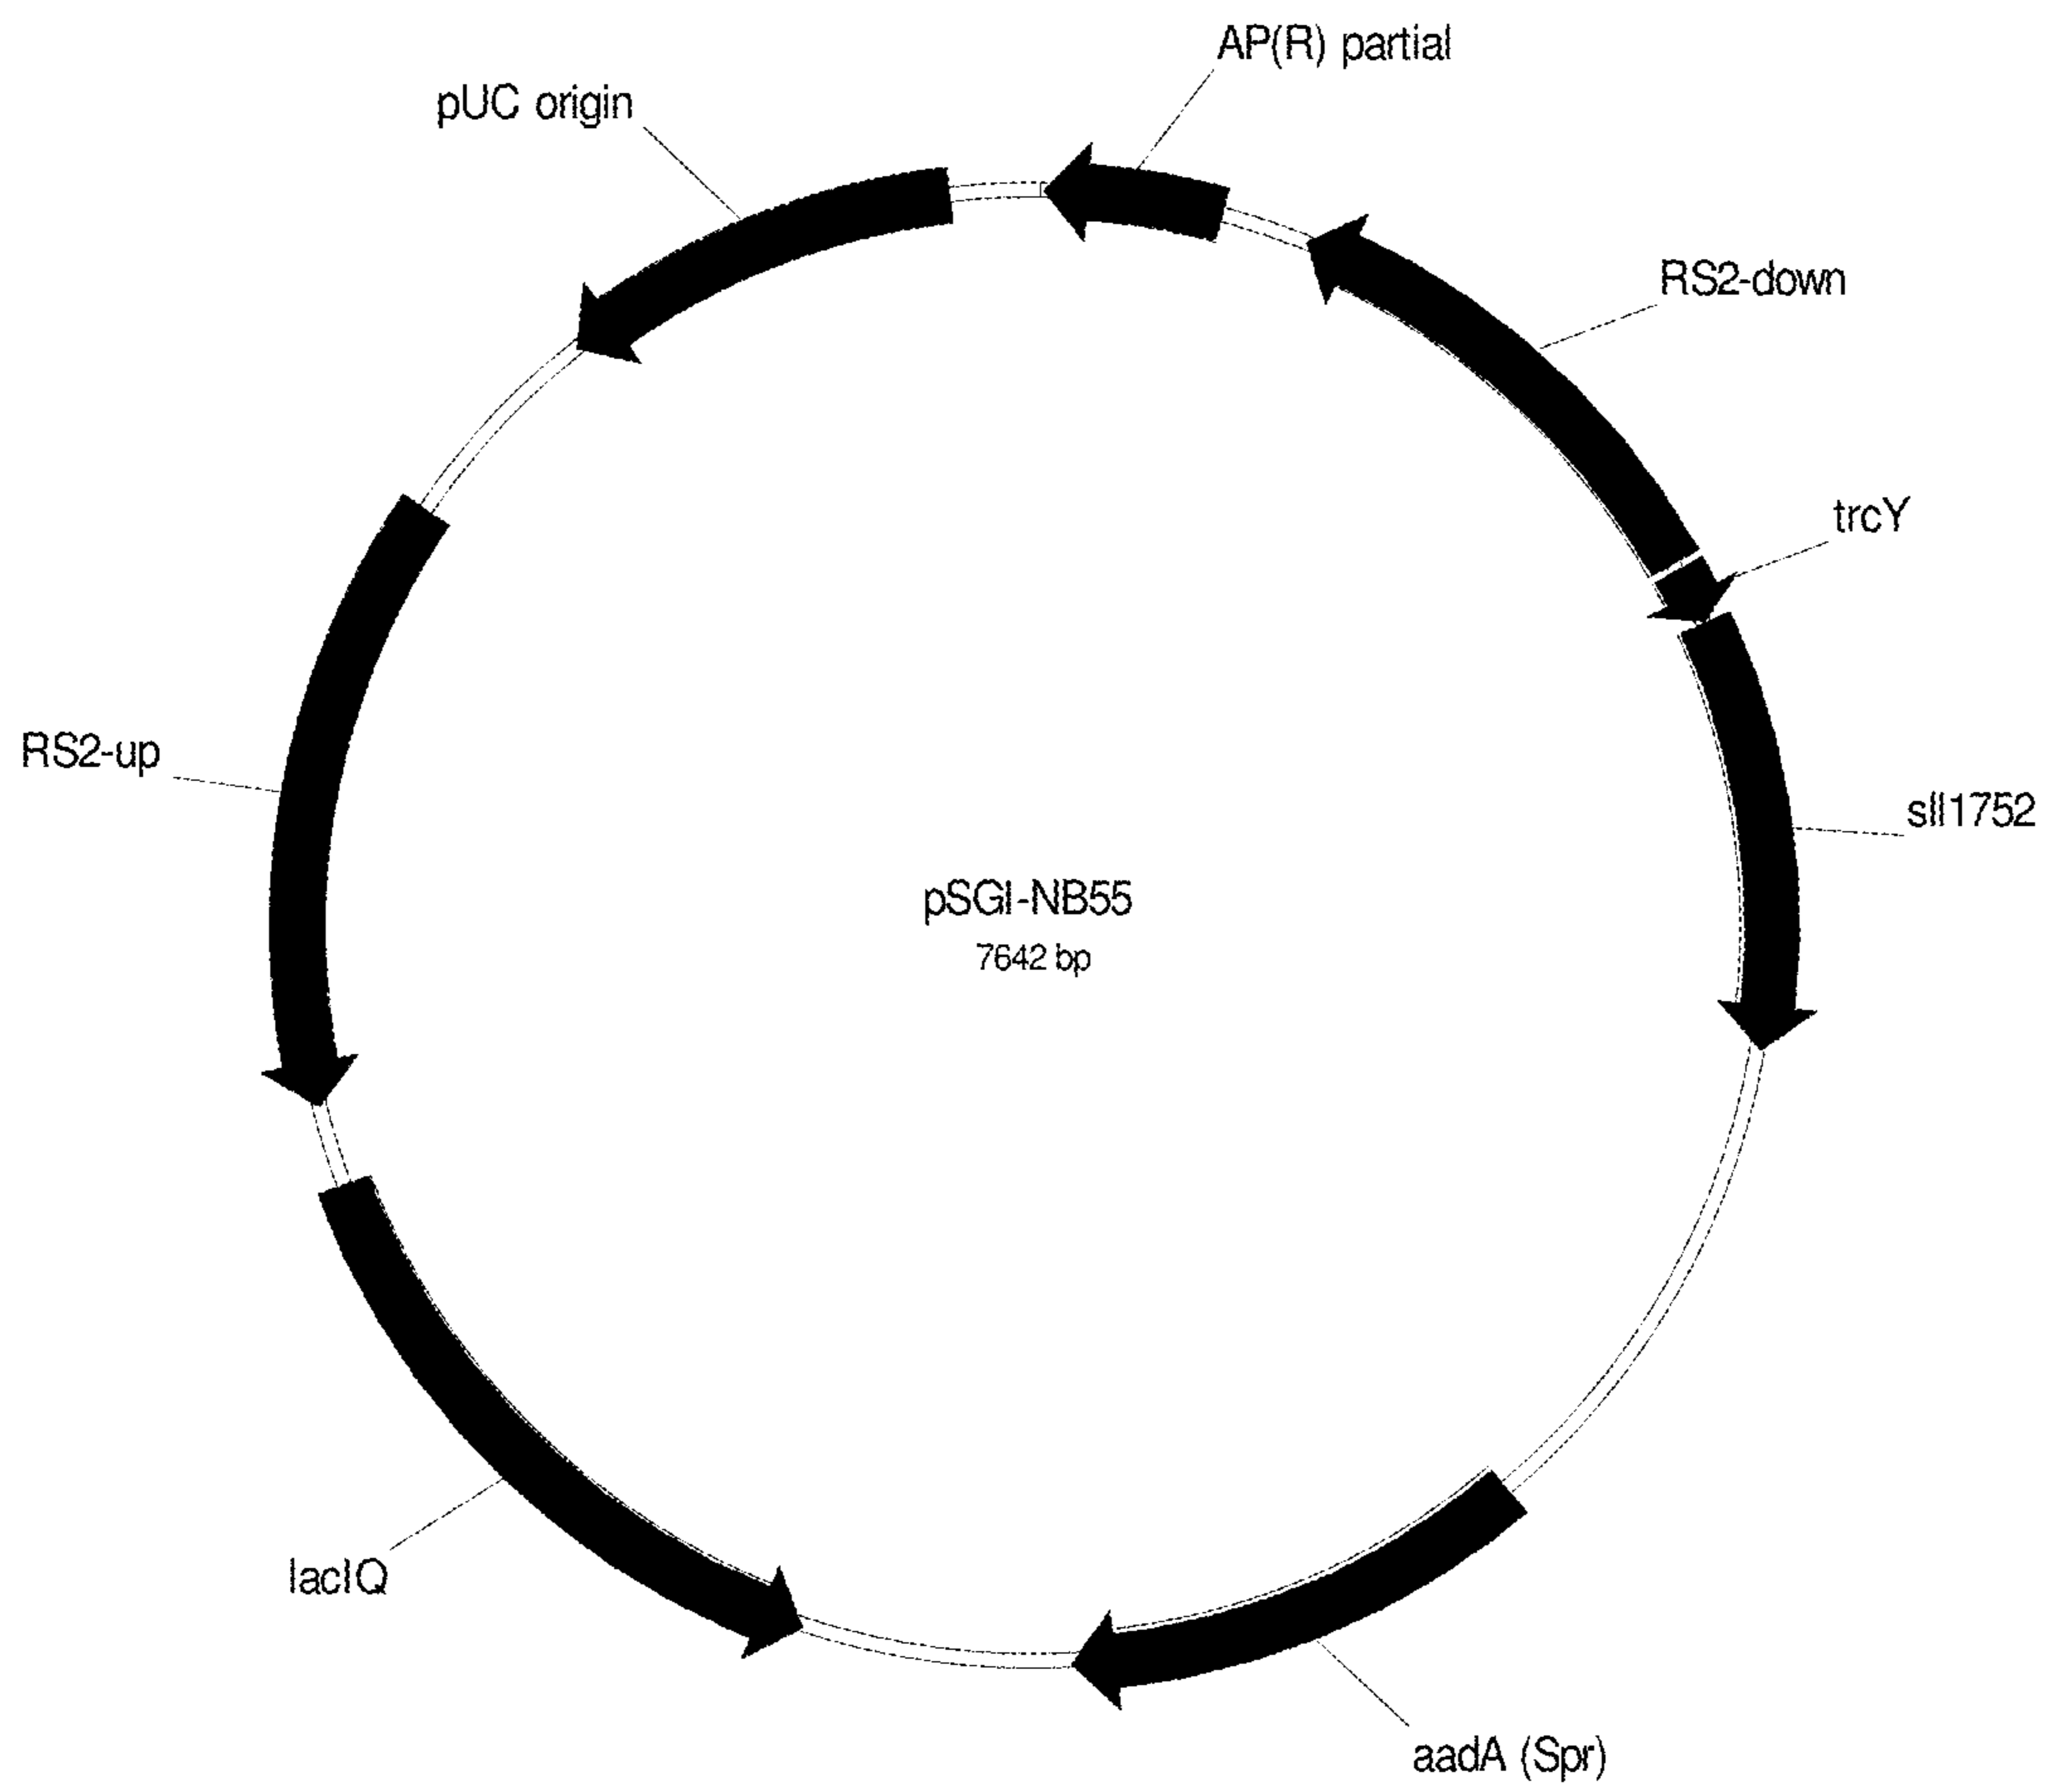 AP(R) partial
pUC origin
RS2-down
trcY
RS2-up
sll1752
pSGI-NB55
7642 bp
lacIQ
aadA (Spr)